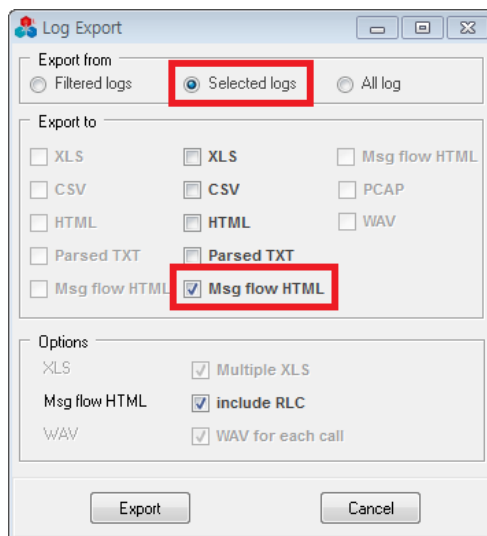 Log Export
Export from
Filtered logs Selected logs All log
Export to
XLS XLS Msg flow HTML
CSV CSV PCAP
HTML HTML WAV
Parsed TXT Parsed TXT
Msg flow HTML Msg flow HTML
Options
XLS Multiple XLS
Msg flow HTML include RLC
WAV WAV for each call
Export Cancel